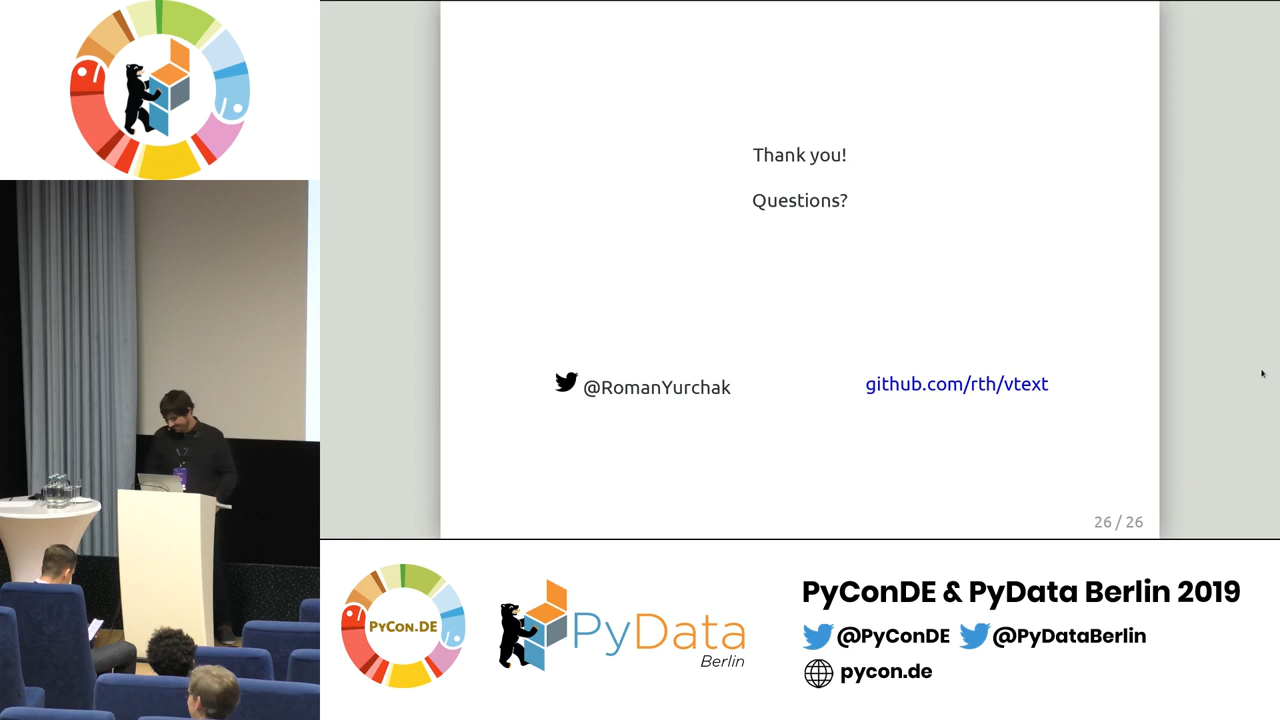 Thank you!
Questions?
@RomanYurchak
github.com/rth/vtext
26 / 26
PYCON.DE
PyData
Berlin
PyConDE & PyData Berlin 2019
@PyConDE @PyDataBerlin
pycon.de